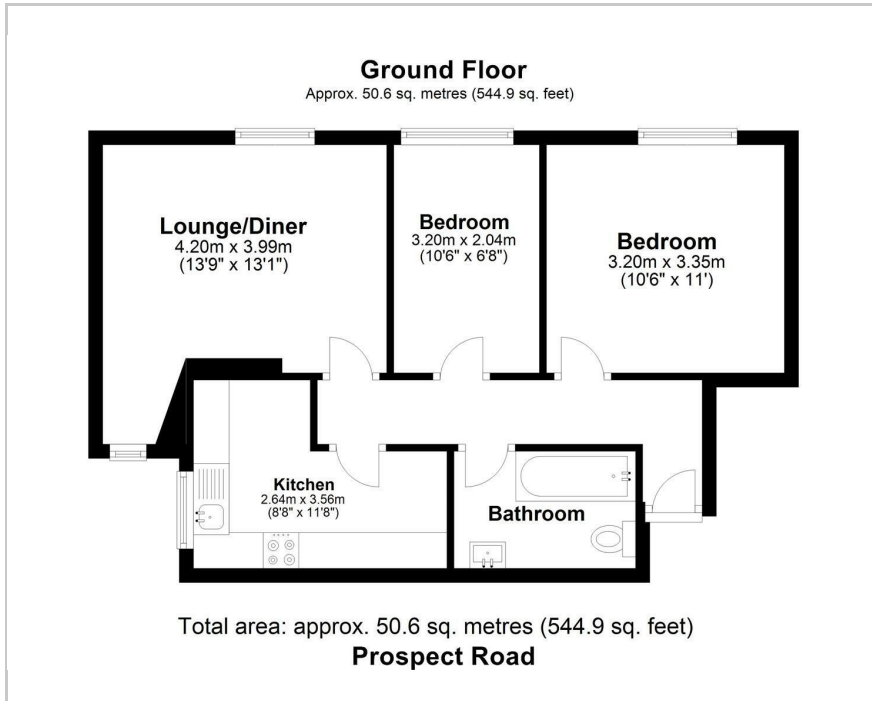 Ground Floor
Approx. 50.6 sq. metres (544.9 sq. feet)
Lounge/Diner
4.20m x 3.99m
(13'9" x 13'1")
Bedroom
3.20m x 2.04m
(10'6" x 6'8")
Bedroom
3.20m x 3.35m
(10'6" x 11')
Kitchen
2.64m x 3.56m
(8'8" x 11'8")
Bathroom
Total area: approx. 50.6 sq. metres (544.9 sq. feet)
Prospect Road